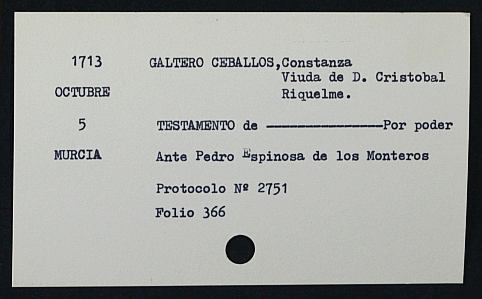 1713 GALTERO CEBALLOS,Constanza
Viuda de D. Cristobal
OCTUBRE Riquelme.
5 TESTAMENTO de ——————————Por poder
MURCIA Ante Pedro Espinosa de los Monteros
Protocolo Nº 2751
Folio 366